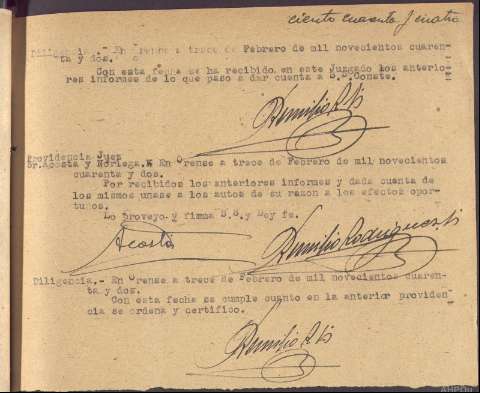 ciento cuarenta y cuatro
Diligencia.- En Orense a trece de Febrero de mil novecientos cuaren-
ta y dos.
Con esta fecha se ha recibido en este Juzgado los anterio-
res informes de lo que paso a dar cuenta a S.S. Conste.
Providencia Juez
Sr. Acosta y Noriega. En Orense a trece de Febrero de mil novecientos
cuarenta y dos.
Por recibidos los anteriores informes y dada cuenta de
los mismos unase a los autos de su razon a los efectos opor-
tunos.
Lo proveyo y firma S.S. y Doy fe.
Acosta
Diligencia.- En Orense a trece de Febrero de mil novecientos cuaren-
ta y dos.
Con esta fecha se cumple cuanto en la anterior providen-
cia se ordena y certifico.
AHPOu